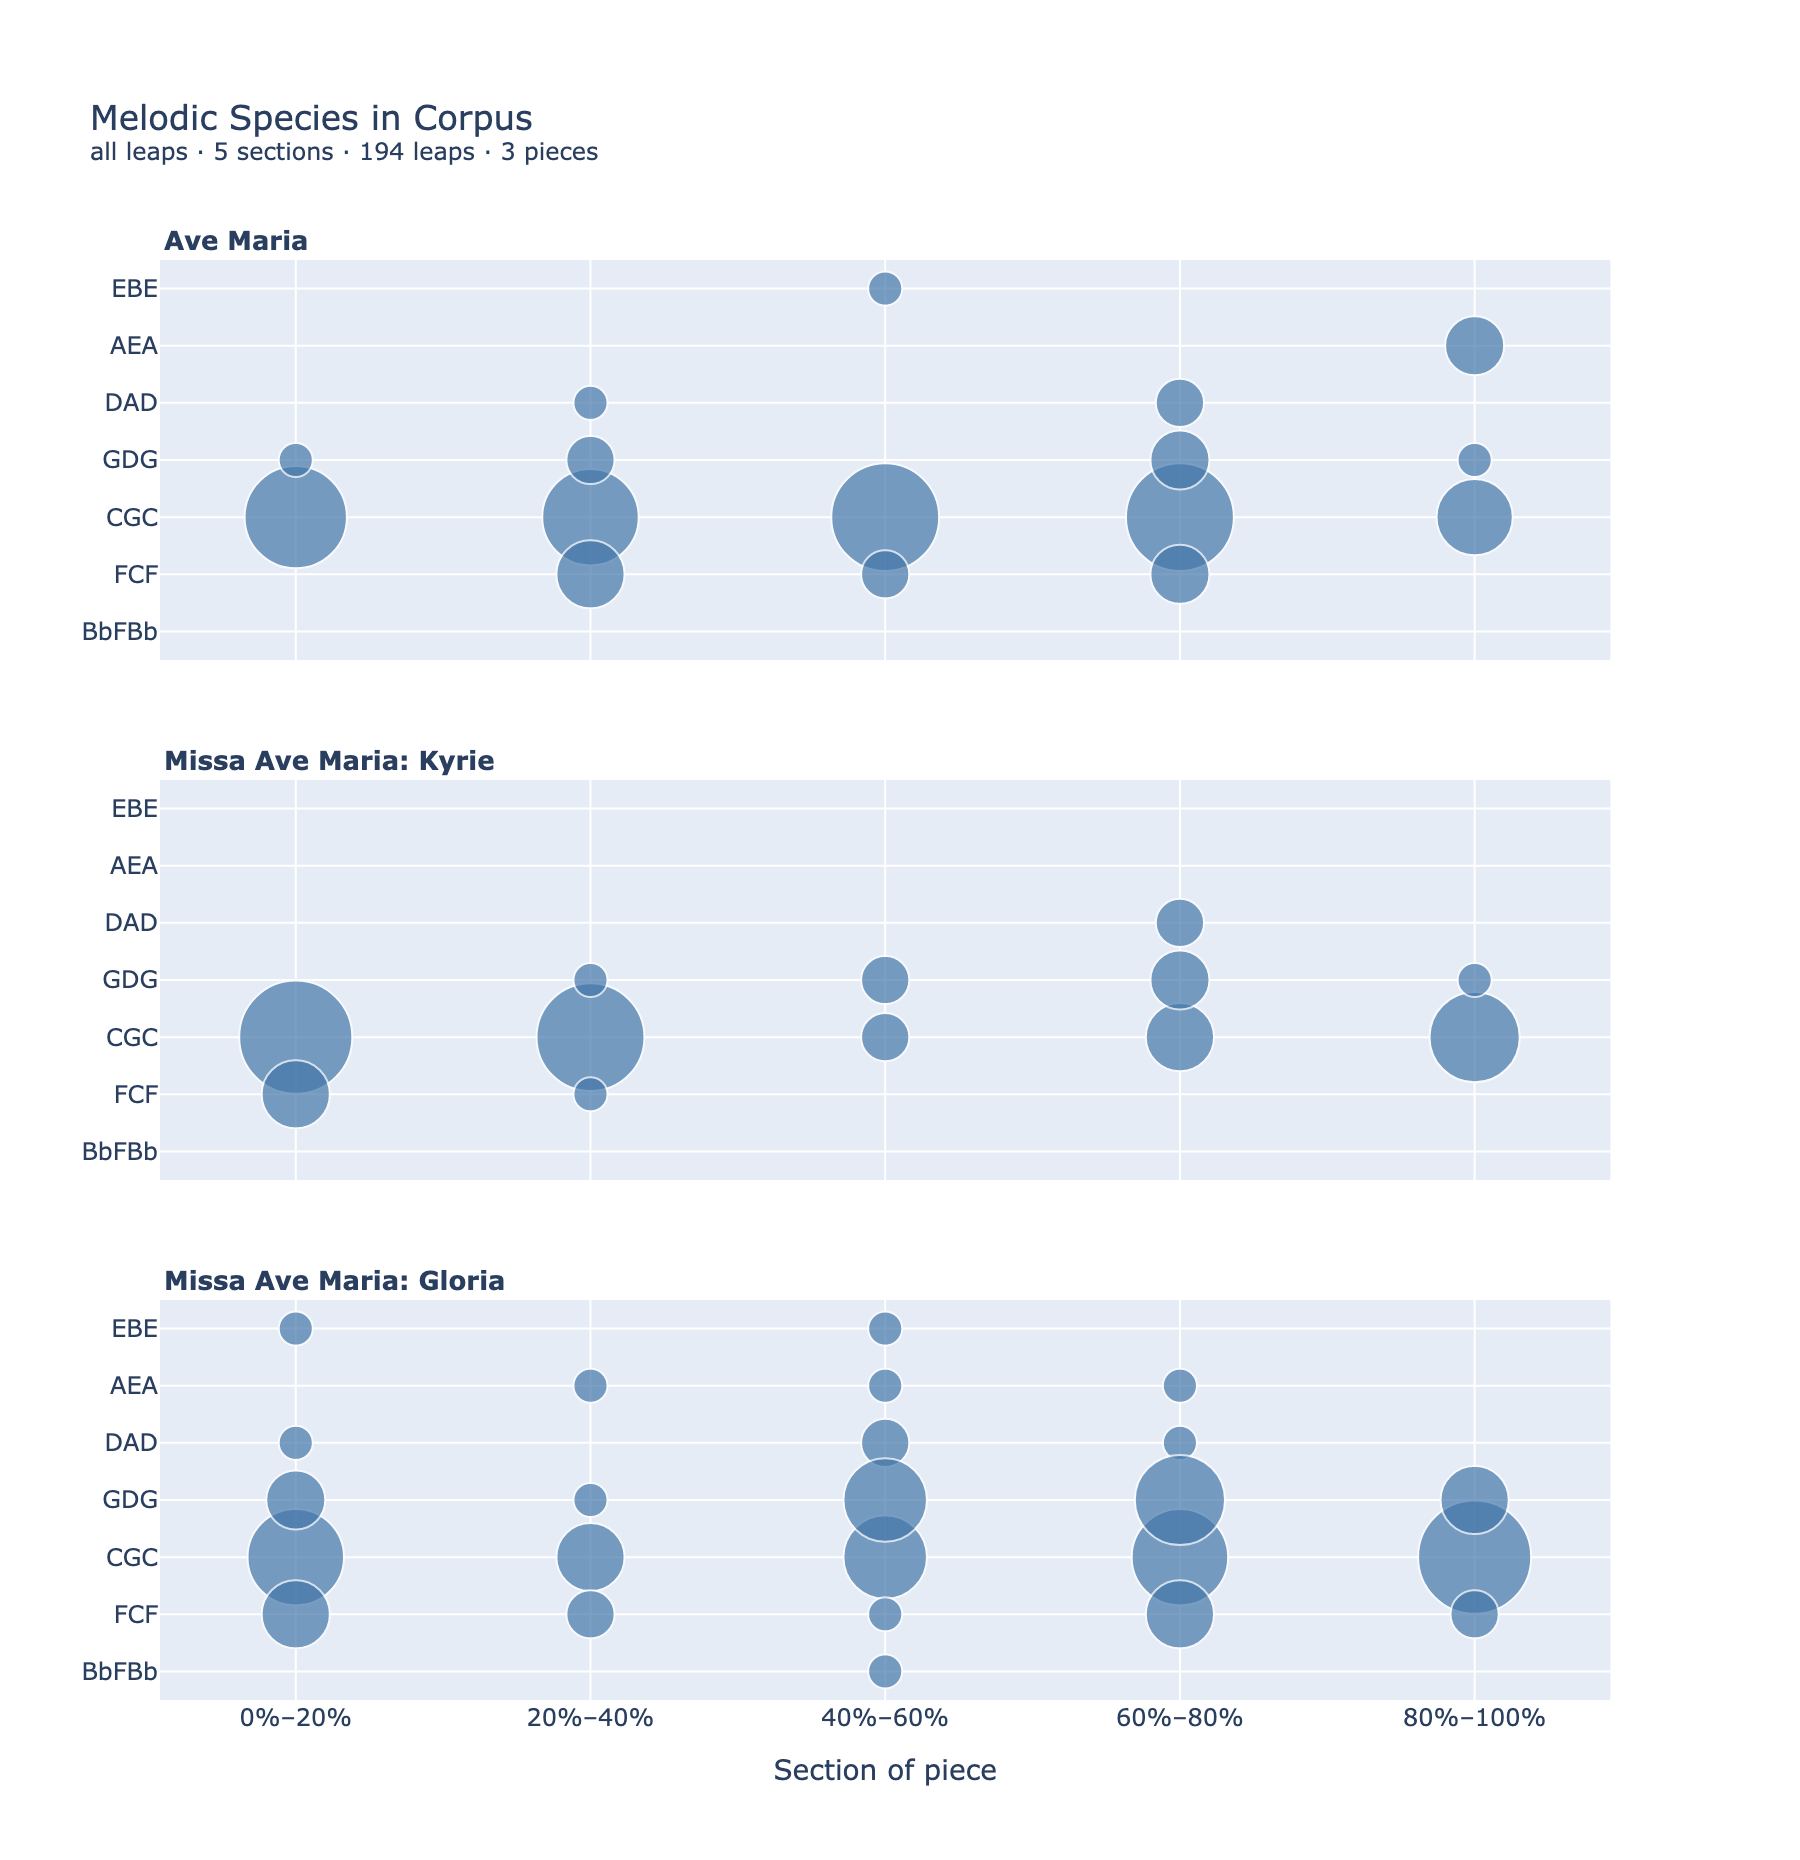 Melodic Species in Corpus
all leaps · 5 sections · 194 leaps · 3 pieces
Ave Maria
EBE
AEA
DAD
GDG
CGC
FCF
BbFBb
Missa Ave Maria: Kyrie
EBE
AEA
DAD
GDG
CGC
FCF
BbFBb
Missa Ave Maria: Gloria
EBE
AEA
DAD
GDG
CGC
FCF
BbFBb
0%–20% 20%–40% 40%–60% 60%–80% 80%–100%
Section of piece